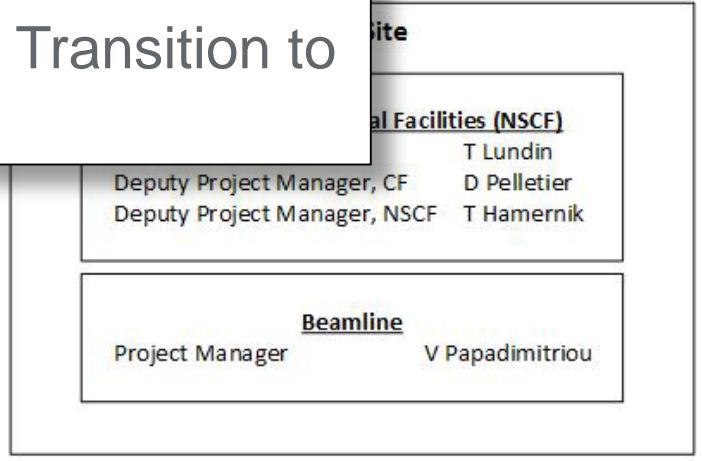 Transition to
Site
al Facilities (NSCF)
T Lundin
Deputy Project Manager, CF D Pelletier
Deputy Project Manager, NSCF T Hamernik
Beamline
Project Manager V Papadimitriou